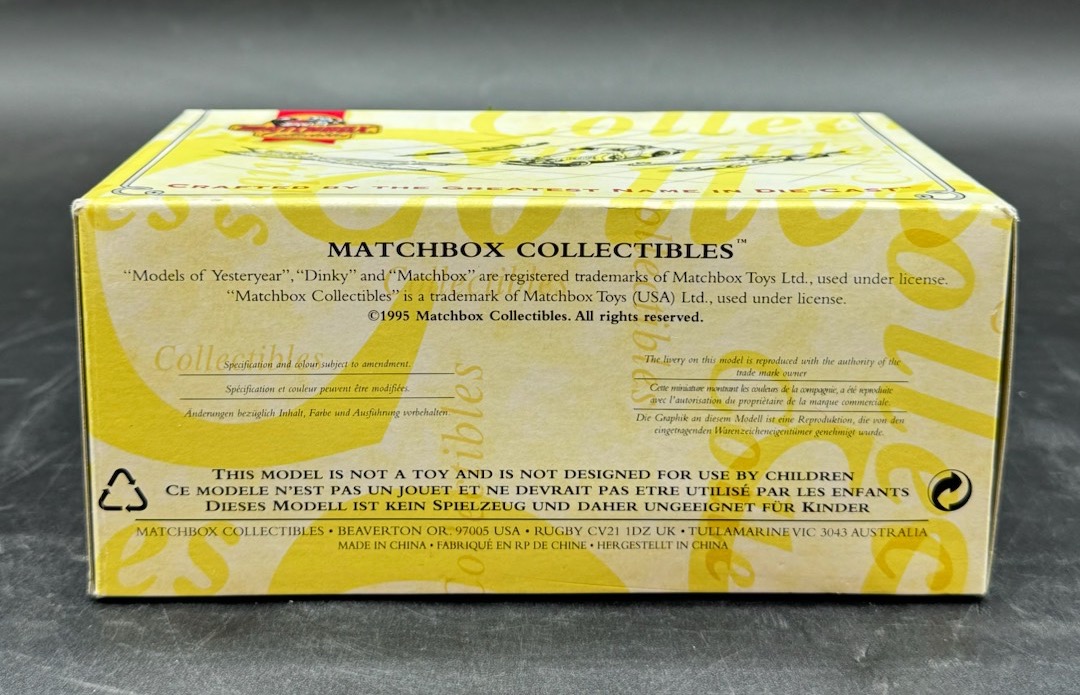 MATCHBOX
CRAFTED BY THE GREATEST NAME IN DIE-CAST™
MATCHBOX COLLECTIBLES™
“Models of Yesteryear”, “Dinky” and “Matchbox” are registered trademarks of Matchbox Toys Ltd., used under license.
“Matchbox Collectibles” is a trademark of Matchbox Toys (USA) Ltd., used under license.
©1995 Matchbox Collectibles. All rights reserved.
Collectibles
Specification and colour subject to amendment.
Spécification et couleur peuvent être modifiées.
Änderungen bezüglich Inhalt, Farbe und Ausführung vorbehalten.
The livery on this model is reproduced with the authority of the
trade mark owner
Cette miniature montrant les couleurs de la compagnie, a été reproduite
avec l'autorisation du propriétaire de la marque commerciale.
Die Graphik an diesem Modell ist eine Reproduktion, die von den
eingetragenden Warenzeicheneigentümer genehmigt wurde.
THIS MODEL IS NOT A TOY AND IS NOT DESIGNED FOR USE BY CHILDREN
CE MODELE N'EST PAS UN JOUET ET NE DEVRAIT PAS ETRE UTILISÉ PAR LES ENFANTS
DIESES MODELL IST KEIN SPIELZEUG UND DAHER UNGEEIGNET FÜR KINDER
MATCHBOX COLLECTIBLES • BEAVERTON OR. 97005 USA • RUGBY CV21 1DZ UK • TULLAMARINE VIC 3043 AUSTRALIA
MADE IN CHINA • FABRIQUÉ EN RP DE CHINE • HERGESTELLT IN CHINA